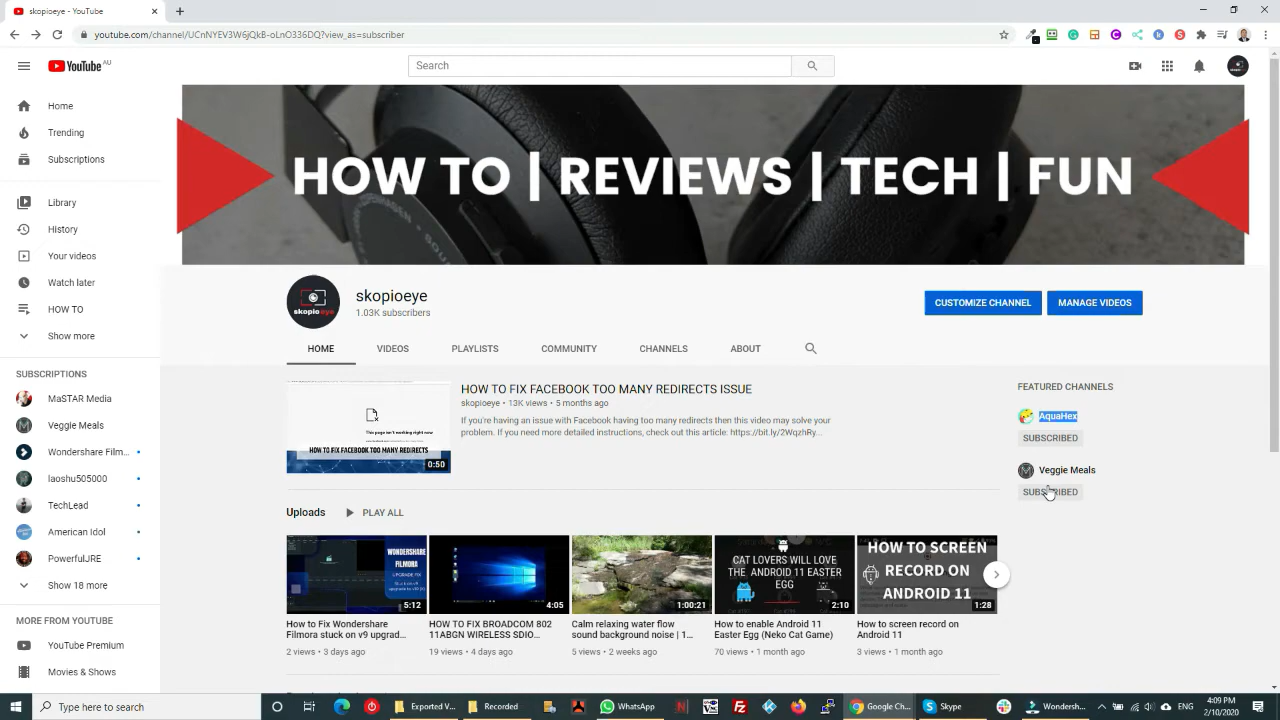 skopioeye - YouTube
youtube.com/channel/UCnNYEV3W6jQkB-oLnO336DQ?view_as=subscriber
YouTube AU
Search
Home
Trending
Subscriptions
Library
History
Your videos
Watch later
HOW TO
Show more
SUBSCRIPTIONS
MaSTAR Media
Veggie Meals
Wondershare Film...
laoshu505000
TechLead
American Idol
PowerfulJRE
Show 18 more
MORE FROM YOUTUBE
YouTube Premium
Movies & Shows
HOW TO | REVIEWS | TECH | FUN
skopioeye
skopioeye
1.03K subscribers
CUSTOMIZE CHANNEL
MANAGE VIDEOS
HOME
VIDEOS
PLAYLISTS
COMMUNITY
CHANNELS
ABOUT
This page isn't working right now
HOW TO FIX FACEBOOK TOO MANY REDIRECTS
0:50
HOW TO FIX FACEBOOK TOO MANY REDIRECTS ISSUE
skopioeye • 13K views • 5 months ago
If you're having an issue with Facebook having too many redirects then this video may solve your
problem. If you need more detailed instructions, check out this article: https://bit.ly/2WqzhRy...
FEATURED CHANNELS
AquaHex
SUBSCRIBED
Veggie Meals
SUBSCRIBED
Uploads
PLAY ALL
WONDERSHARE
FILMORA
UPGRADE FIX
5:12
4:05
1:00:21
CAT LOVERS WILL LOVE
THE ANDROID 11 EASTER
EGG
2:10
HOW TO SCREEN
RECORD ON
ANDROID 11
1:28
How to Fix Wondershare
Filmora stuck on v9 upgrad...
2 views • 3 days ago
HOW TO FIX BROADCOM 802
11ABGN WIRELESS SDIO...
19 views • 4 days ago
Calm relaxing water flow
sound background noise | 1...
5 views • 2 weeks ago
How to enable Android 11
Easter Egg (Neko Cat Game)
70 views • 1 month ago
How to screen record on
Android 11
3 views • 1 month ago
Type here to search
Exported V...
Recorded
WhatsApp
Google Ch...
Skype
Wondersh...
ENG
4:09 PM
2/10/2020